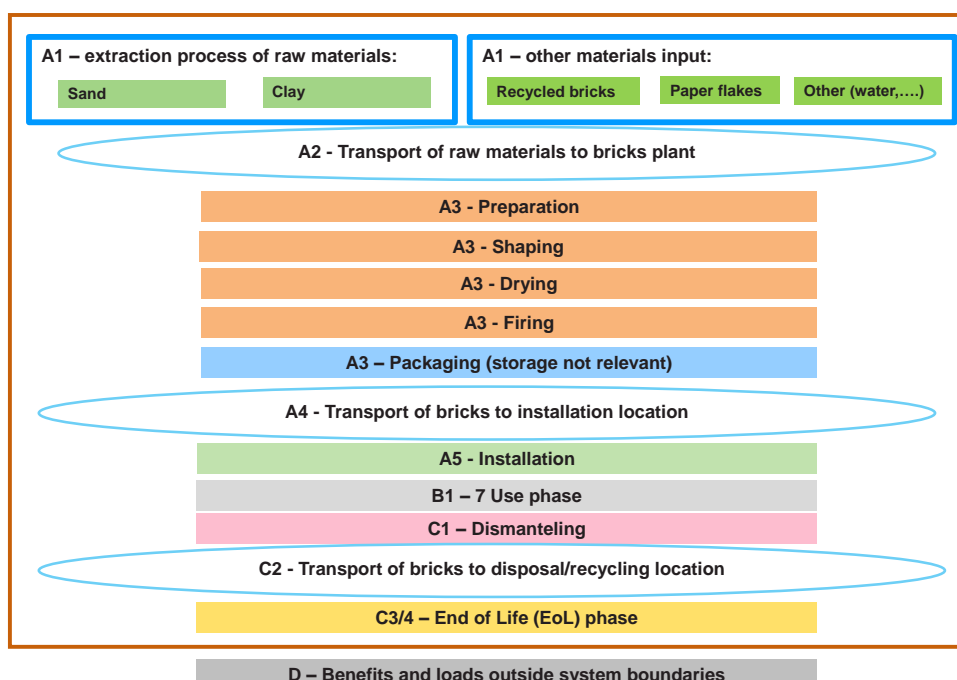 A1 – extraction process of raw materials:
Sand
Clay
A1 – other materials input:
Recycled bricks
Paper flakes
Other (water,....)
A2 - Transport of raw materials to bricks plant
A3 - Preparation
A3 - Shaping
A3 - Drying
A3 - Firing
A3 – Packaging (storage not relevant)
A4 - Transport of bricks to installation location
A5 - Installation
B1 – 7 Use phase
C1 – Dismanteling
C2 - Transport of bricks to disposal/recycling location
C3/4 – End of Life (EoL) phase
D – Benefits and loads outside system boundaries